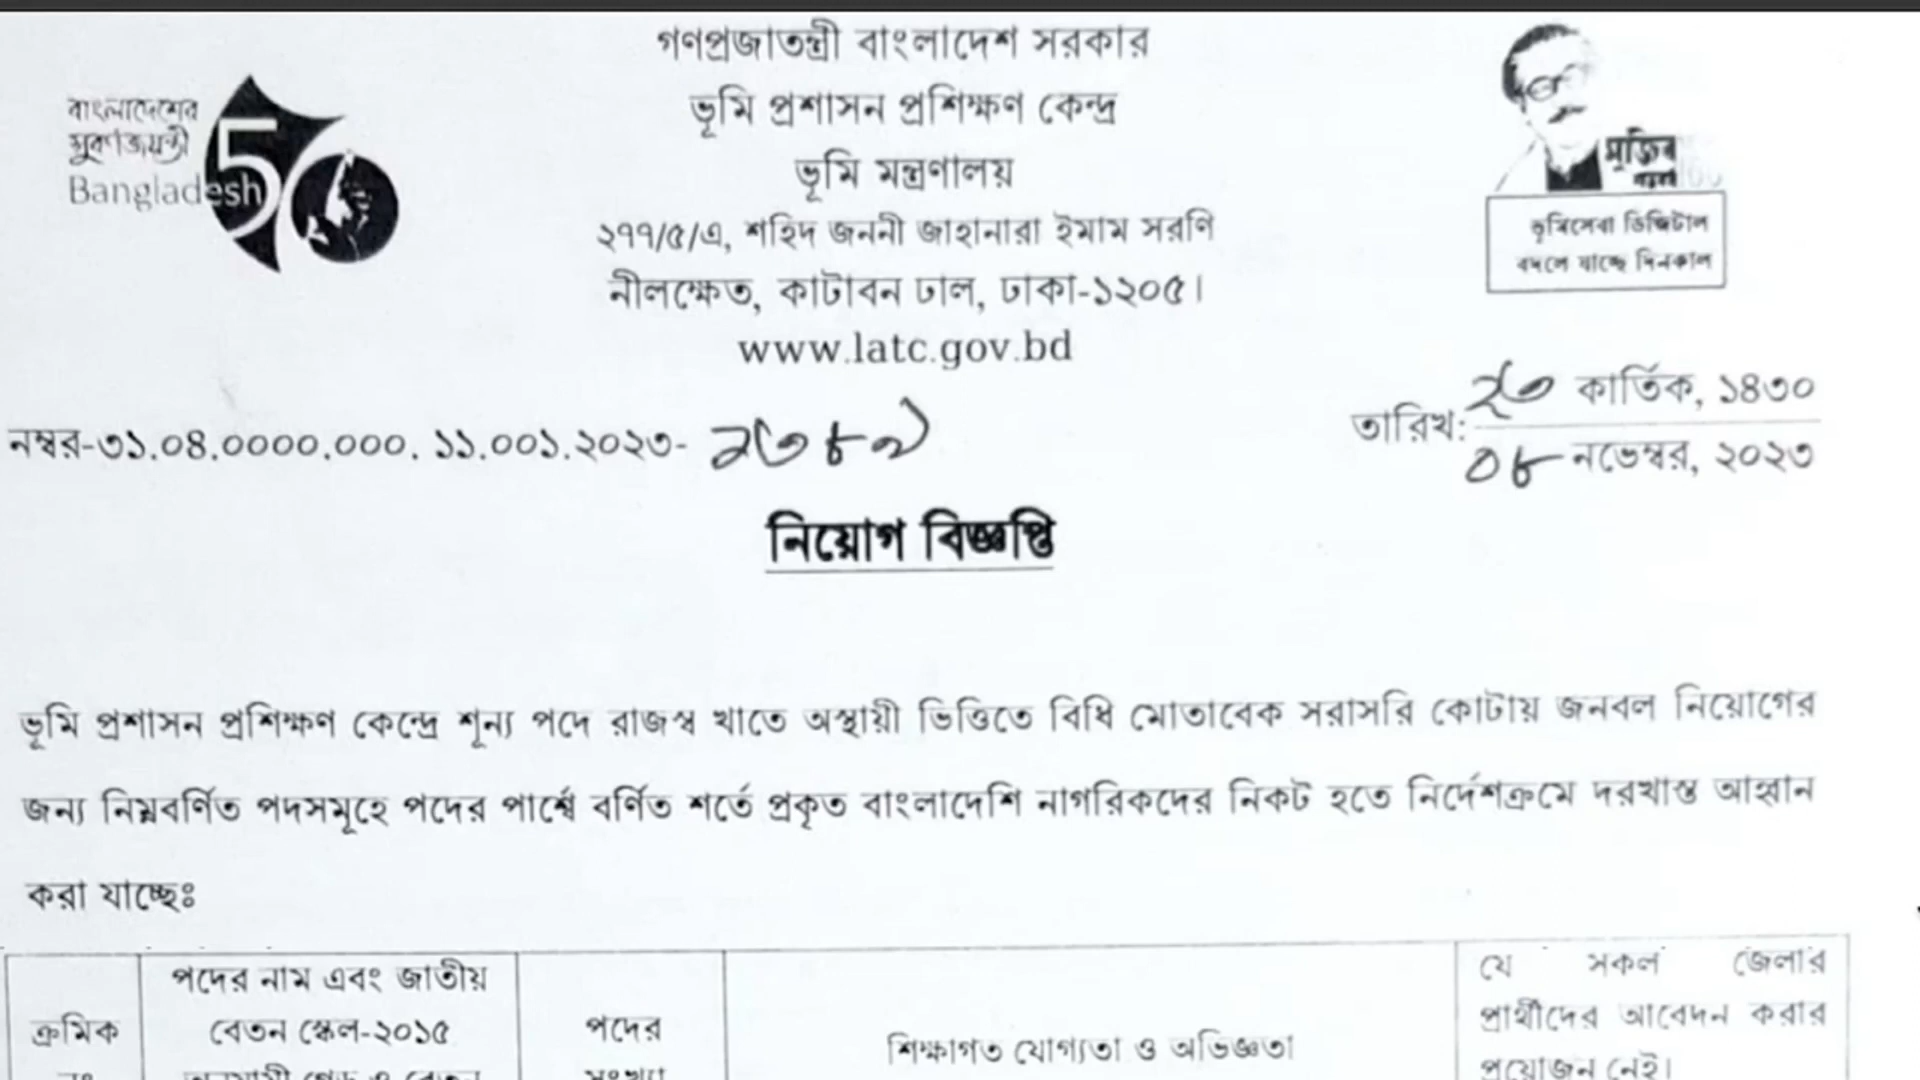 গণপ্রজাতন্ত্রী বাংলাদেশ সরকার
ভূমি প্রশাসন প্রশিক্ষণ কেন্দ্র
ভূমি মন্ত্রণালয়
২৭৭/৫/এ, শহিদ জননী জাহানারা ইমাম সরণি
নীলক্ষেত, কাটাবন ঢাল, ঢাকা-১২০৫।
www.latc.gov.bd
বাংলাদেশের
সুবর্ণজয়ন্তী
Bangladesh
50
মুজিব
ভূমিসেবা ডিজিটাল
বদলে যাচ্ছে দিনকাল
নম্বর-৩১.০৪.০০০০.০০০. ১১.০০১.২০২৩-
তারিখ:
২৩ কার্তিক, ১৪৩০
০৮ নভেম্বর, ২০২৩
নিয়োগ বিজ্ঞপ্তি
ভূমি প্রশাসন প্রশিক্ষণ কেন্দ্রে শূন্য পদে রাজস্ব খাতে অস্থায়ী ভিত্তিতে বিধি মোতাবেক সরাসরি কোটায় জনবল নিয়োগের
জন্য নিম্নবর্ণিত পদসমূহে পদের পার্শ্বে বর্ণিত শর্তে প্রকৃত বাংলাদেশি নাগরিকদের নিকট হতে নির্দেশক্রমে দরখাস্ত আহ্বান
করা যাচ্ছেঃ
ক্রমিক
পদের নাম এবং জাতীয়
বেতন স্কেল-২০১৫
পদের
সংখ্যা
শিক্ষাগত যোগ্যতা ও অভিজ্ঞতা
যে সকল জেলার
প্রার্থীদের আবেদন করার
প্রয়োজন নেই।